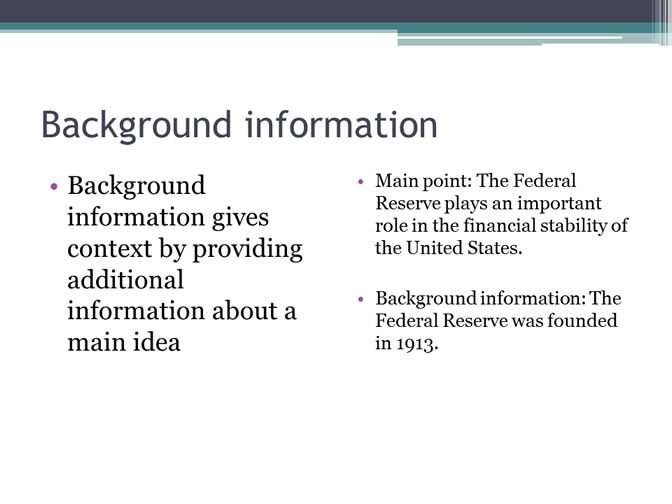 Background information
• Background
information gives
context by providing
additional
information about a
main idea
• Main point: The Federal
Reserve plays an important
role in the financial stability of
the United States.
• Background information: The
Federal Reserve was founded
in 1913.